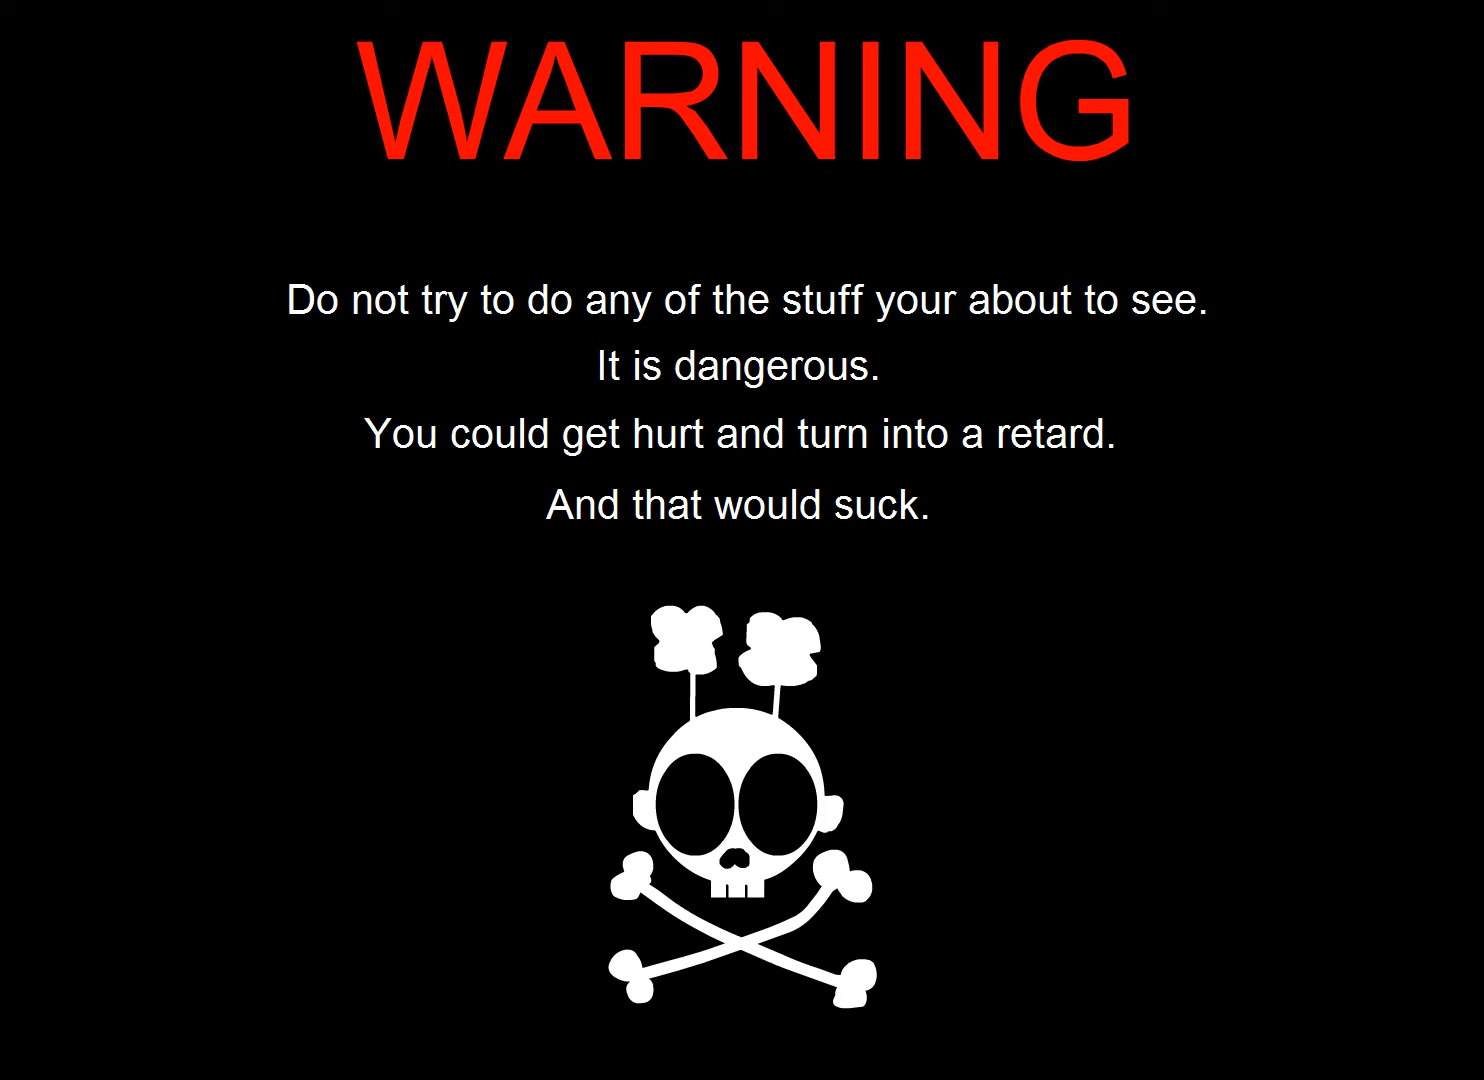 WARNING
Do not try to do any of the stuff your about to see.
It is dangerous.
You could get hurt and turn into a retard.
And that would suck.